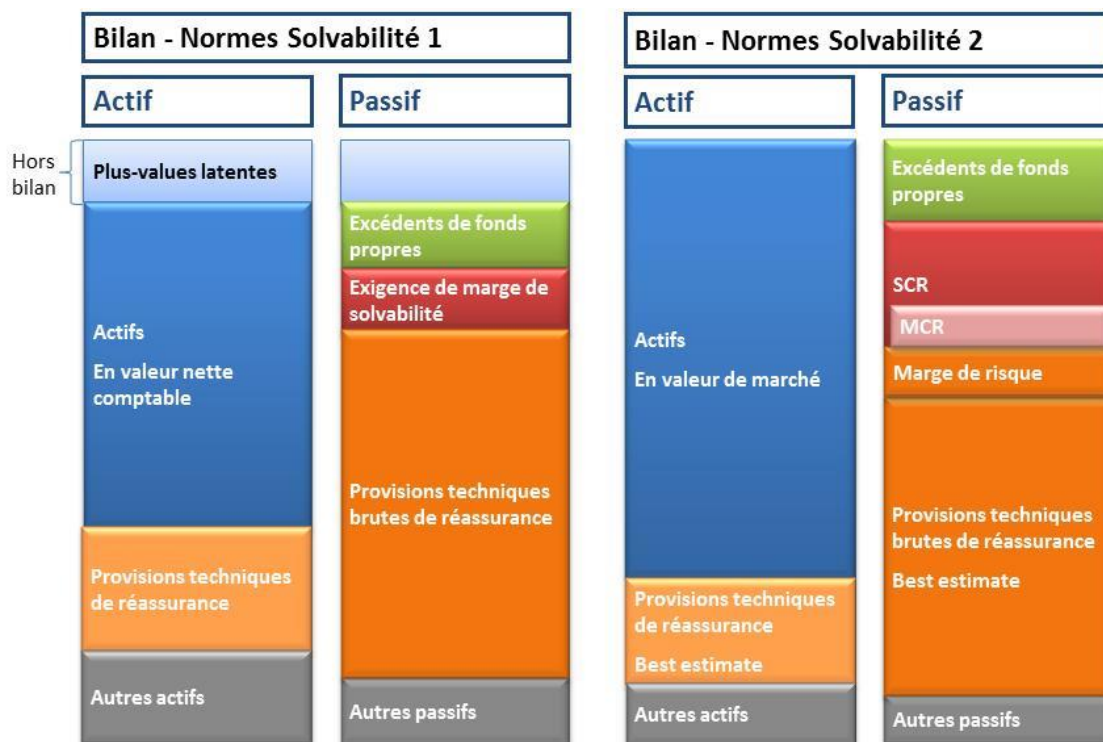 Bilan - Normes Solvabilité 1
Actif
Passif
Hors
bilan
Plus-values latentes
Actifs
En valeur nette
comptable
Provisions techniques
de réassurance
Autres actifs
Excédents de fonds
propres
Exigence de marge de
solvabilité
Provisions techniques
brutes de réassurance
Autres passifs
Bilan - Normes Solvabilité 2
Actif
Passif
Actifs
En valeur de marché
Provisions techniques
de réassurance
Best estimate
Autres actifs
Excédents de fonds
propres
SCR
MCR
Marge de risque
Provisions techniques
brutes de réassurance
Best estimate
Autres passifs